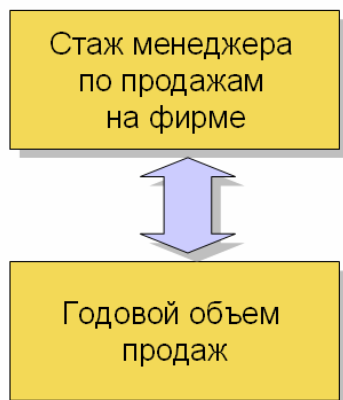 Стаж менеджера
по продажам
на фирме
Годовой объем
продаж